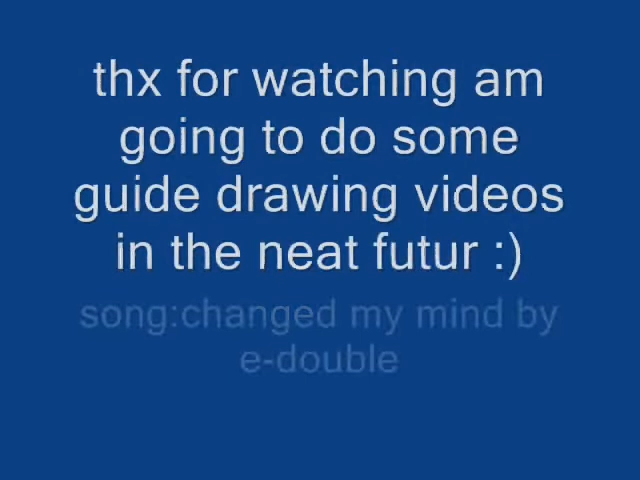 thx for watching am
going to do some
guide drawing videos
in the neat futur :)
song:changed my mind by
e-double